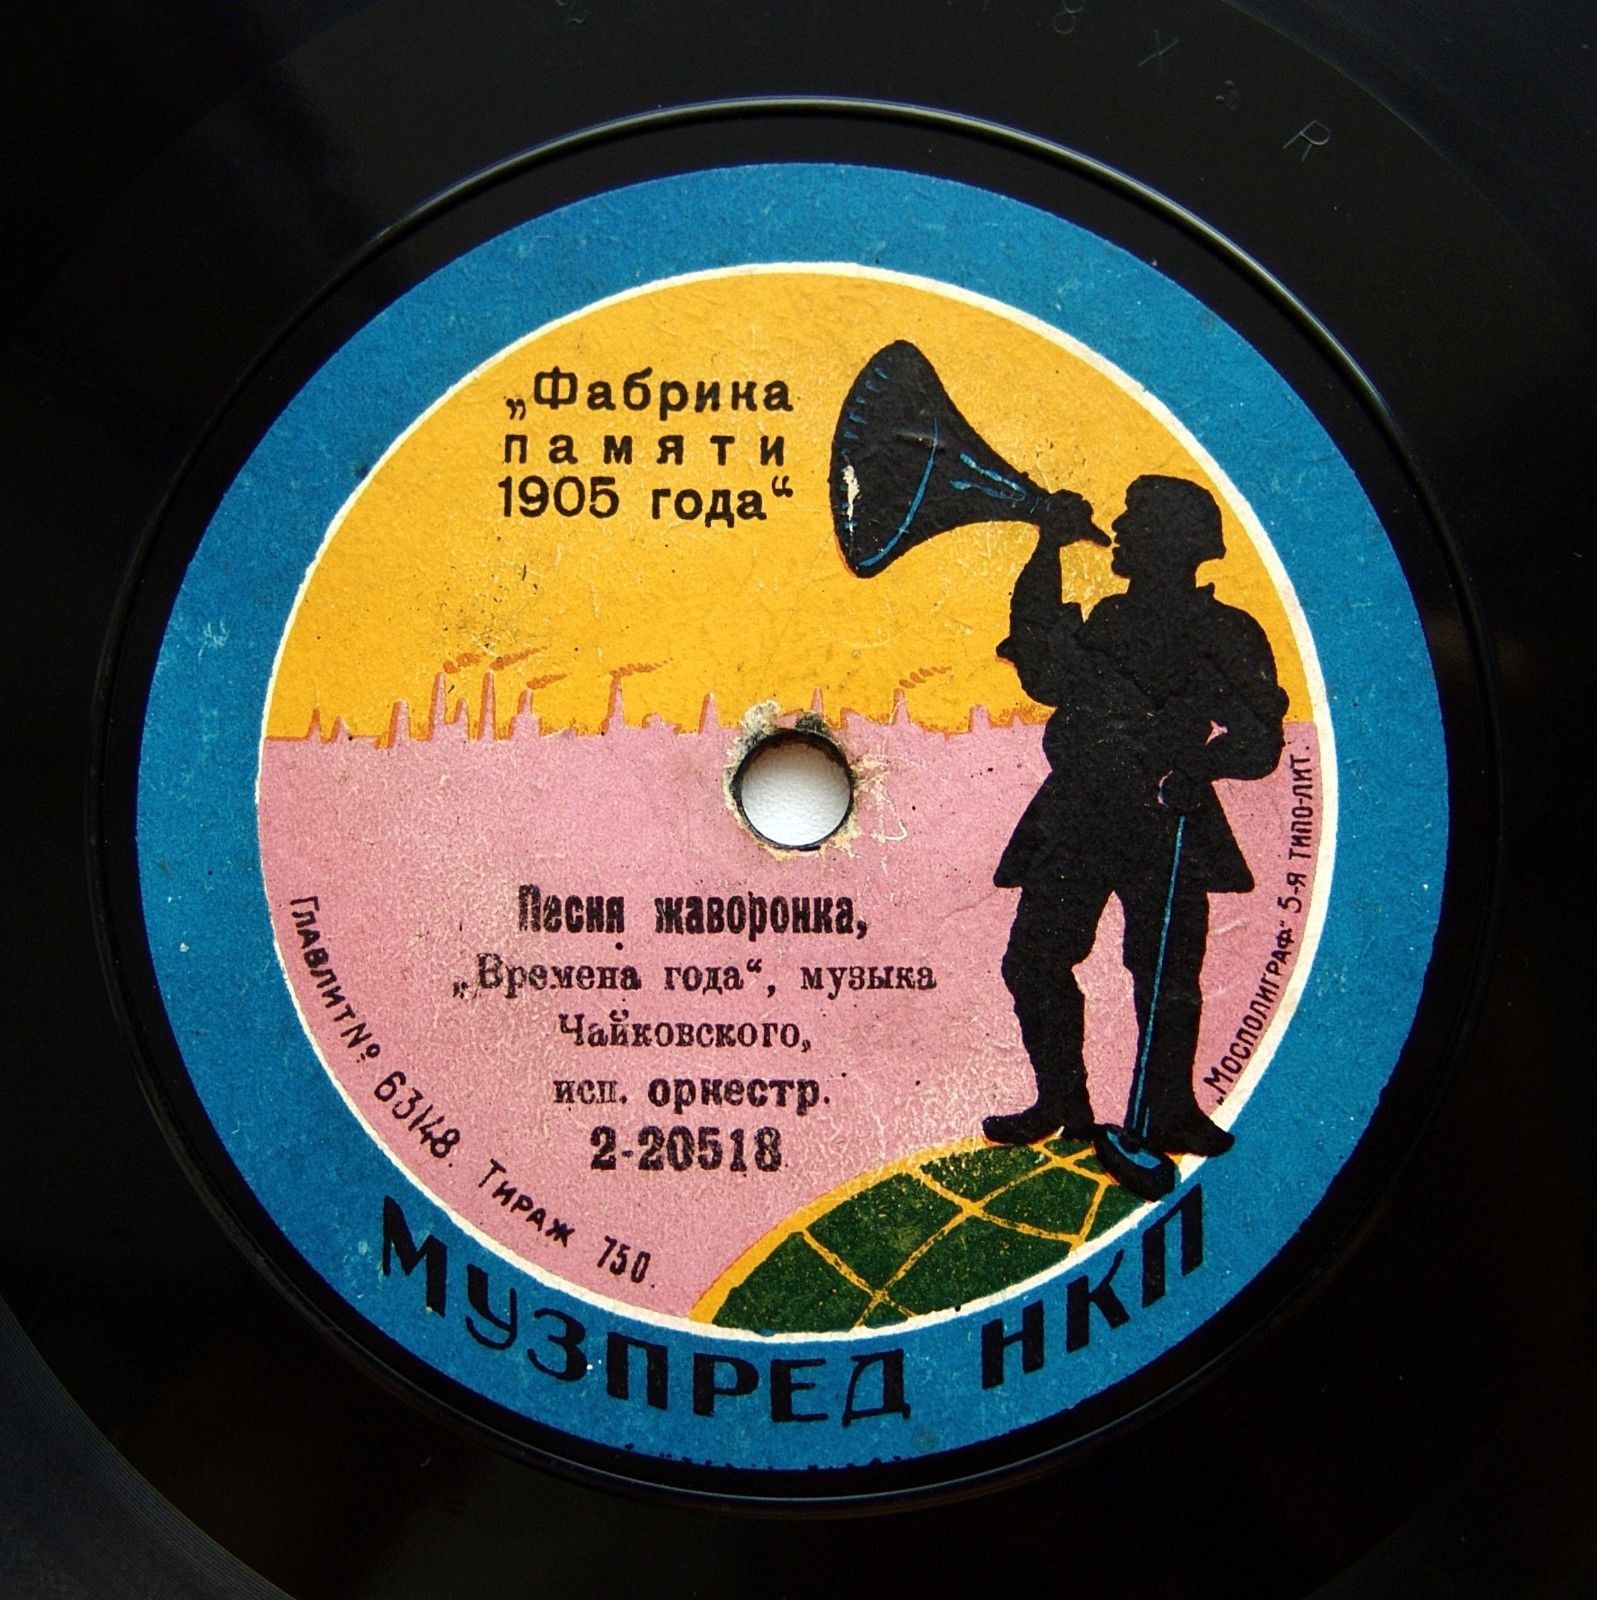 R
„Фабрика
памяти
1905 года“
Песня жаворонка,
„Времена года“, музыка
Чайковского,
исп. оркестр.
2-20518
Главлит № 63148. Тираж 750.
„Мосполиграф“ 5-я типо-лит.
МУЗПРЕД НКП